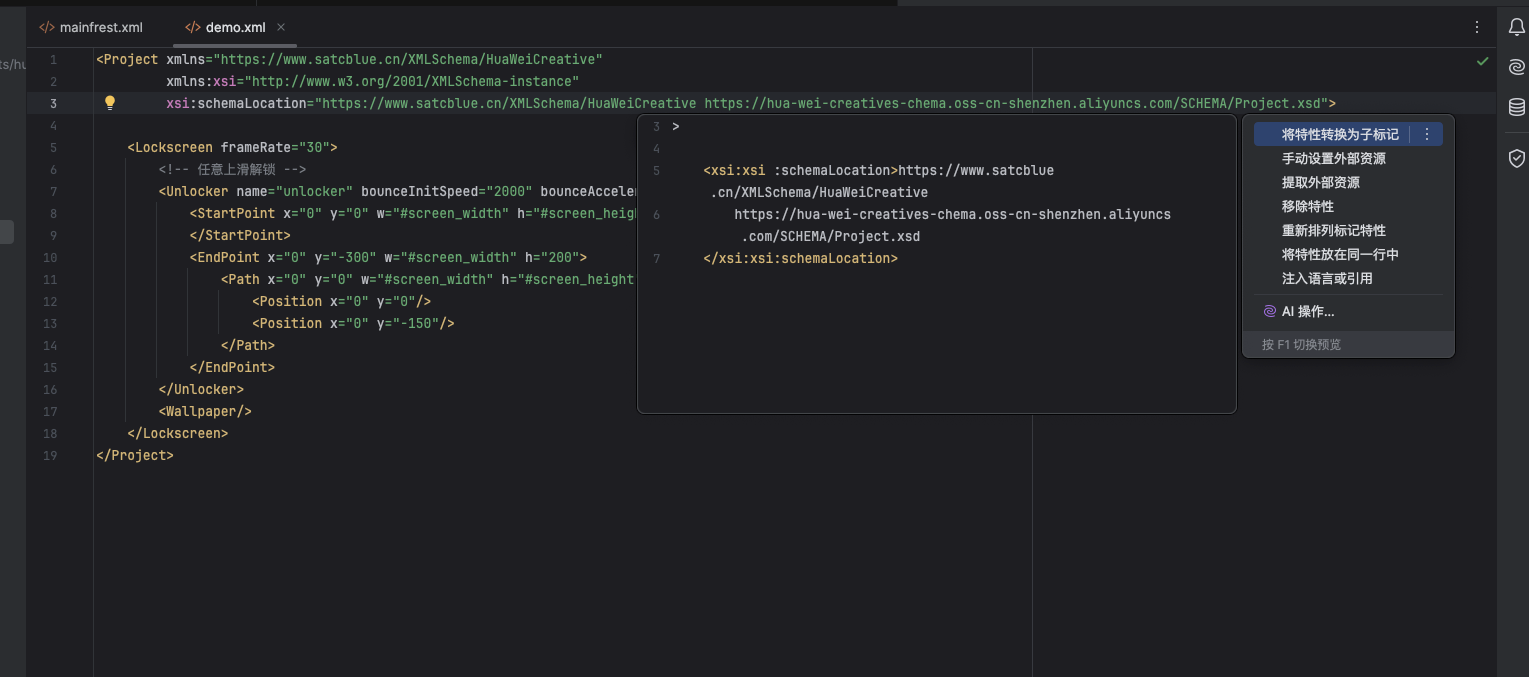 mainfrest.xml
demo.xml
ts/hu
1 <Project xmlns="https://www.satcblue.cn/XMLSchema/HuaWeiCreative"
2 xmlns:xsi="http://www.w3.org/2001/XMLSchema-instance"
3 xsi:schemaLocation="https://www.satcblue.cn/XMLSchema/HuaWeiCreative https://hua-wei-creatives-chema.oss-cn-shenzhen.aliyuncs.com/SCHEMA/Project.xsd">
4
5 <Lockscreen frameRate="30">
6 <!-- 任意上滑解锁 -->
7 <Unlocker name="unlocker" bounceInitSpeed="2000" bounceAcceler
8 <StartPoint x="0" y="0" w="#screen_width" h="#screen_heig
9 </StartPoint>
10 <EndPoint x="0" y="-300" w="#screen_width" h="200">
11 <Path x="0" y="0" w="#screen_width" h="#screen_height
12 <Position x="0" y="0"/>
13 <Position x="0" y="-150"/>
14 </Path>
15 </EndPoint>
16 </Unlocker>
17 <Wallpaper/>
18 </Lockscreen>
19 </Project>
3 >
4
5 <xsi:xsi :schemaLocation>https://www.satcblue
.cn/XMLSchema/HuaWeiCreative
6 https://hua-wei-creatives-chema.oss-cn-shenzhen.aliyuncs
.com/SCHEMA/Project.xsd
7 </xsi:xsi:schemaLocation>
将特性转换为子标记
手动设置外部资源
提取外部资源
移除特性
重新排列标记特性
将特性放在同一行中
注入语言或引用
AI 操作...
按 F1 切换预览